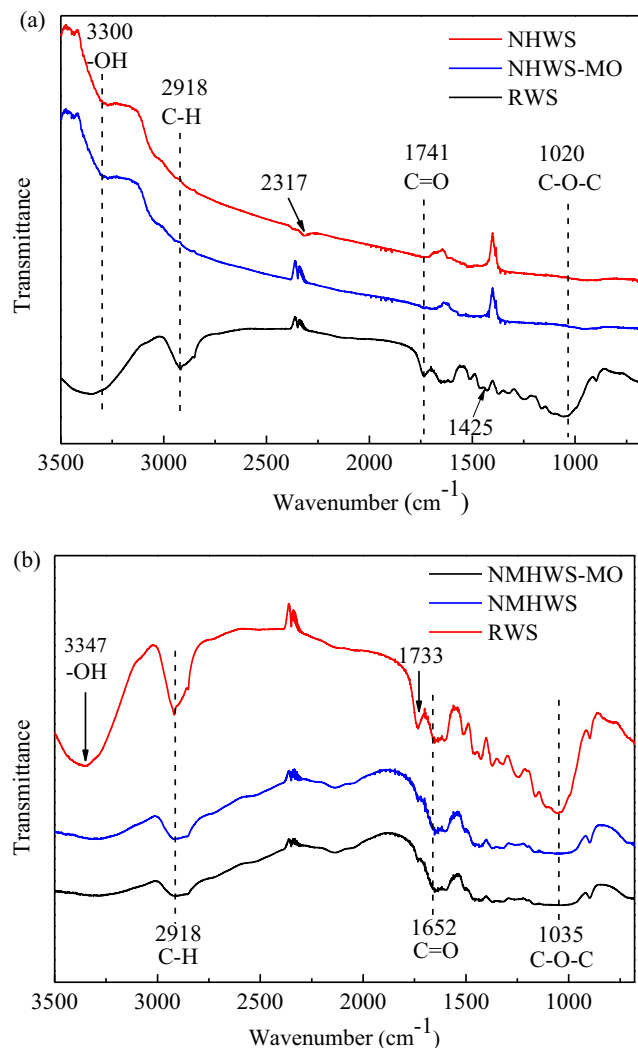 (a)
3300
-OH
2918
C-H
2317
1741
C=O
1020
C-O-C
1425
NHWS
NHWS-MO
RWS
Transmittance
3500 3000 2500 2000 1500 1000
Wavenumber (cm⁻¹)
(b)
NMHWS-MO
NMHWS
RWS
3347
-OH
1733
2918
C-H
1652
C=O
1035
C-O-C
Transmittance
3500 3000 2500 2000 1500 1000
Wavenumber (cm⁻¹)